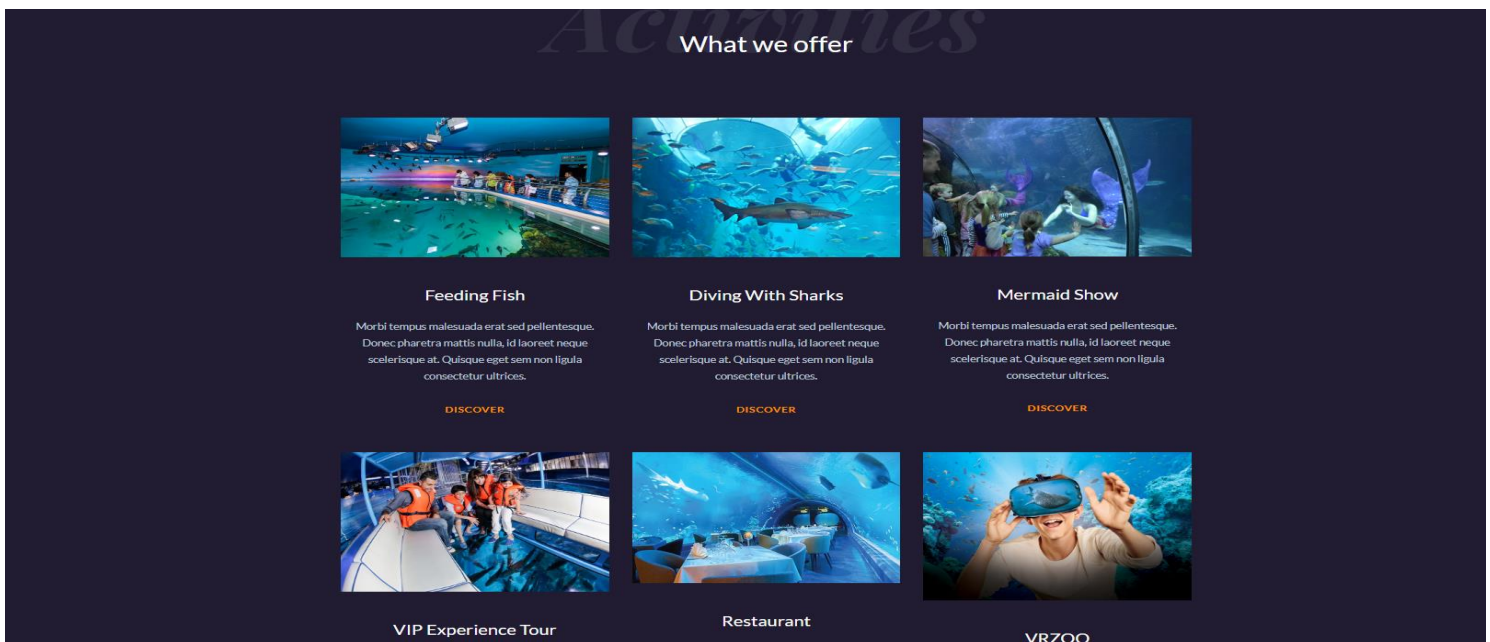 Activities
What we offer
Feeding Fish
Morbi tempus malesuada erat sed pellentesque.
Donec pharetra mattis nulla, id laoreet neque
scelerisque at. Quisque eget sem non ligula
consectetur ultrices.
DISCOVER
Diving With Sharks
Morbi tempus malesuada erat sed pellentesque.
Donec pharetra mattis nulla, id laoreet neque
scelerisque at. Quisque eget sem non ligula
consectetur ultrices.
DISCOVER
Mermaid Show
Morbi tempus malesuada erat sed pellentesque.
Donec pharetra mattis nulla, id laoreet neque
scelerisque at. Quisque eget sem non ligula
consectetur ultrices.
DISCOVER
VIP Experience Tour
Restaurant
VRZOO